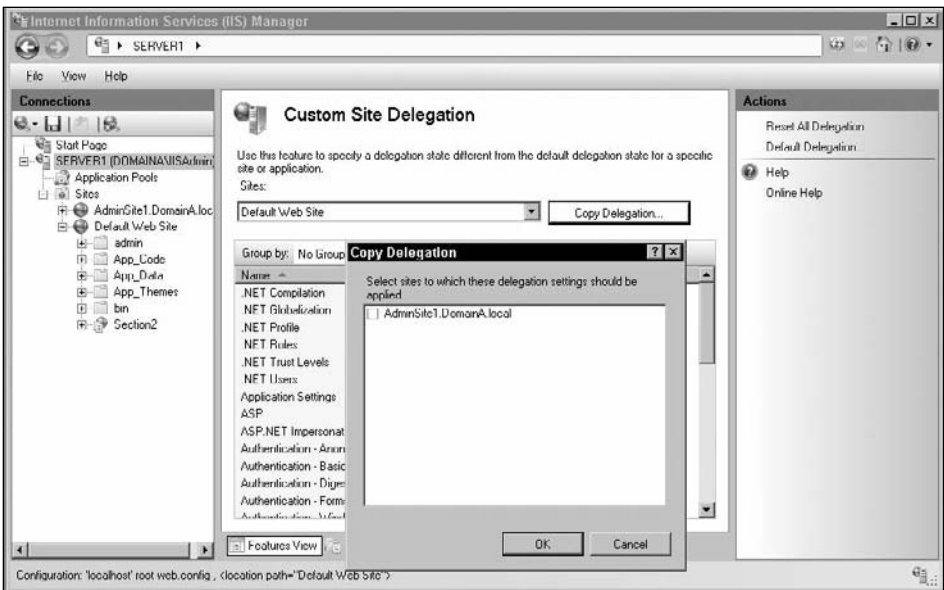 Internet Information Services (IIS) Manager
SERVER1
File View Help
Connections
Start Page
SERVER1 (DOMAINA\IISAdmin)
Application Pools
Sites
AdminSite1.DomainA.loc
Default Web Site
admin
App_Code
App_Data
App_Themes
bin
Section2
Custom Site Delegation
Use this feature to specify a delegation state different from the default delegation state for a specific
site or application.
Sites:
Default Web Site
Copy Delegation...
Group by: No Group
Name
.NET Compilation
.NET Globalization
.NET Profile
.NET Roles
.NET Trust Levels
.NET Users
Application Settings
ASP
ASP.NET Impersonat
Authentication - Anon
Authentication - Basic
Authentication - Diges
Authentication - Forms
Authentication - Wind
Features View
Copy Delegation
Select sites to which these delegation settings should be
applied
AdminSite1.DomainA.local
OK
Cancel
Actions
Reset All Delegation
Default Delegation...
Help
Online Help
Configuration: 'localhost' root web.config , <location path="Default Web Site">